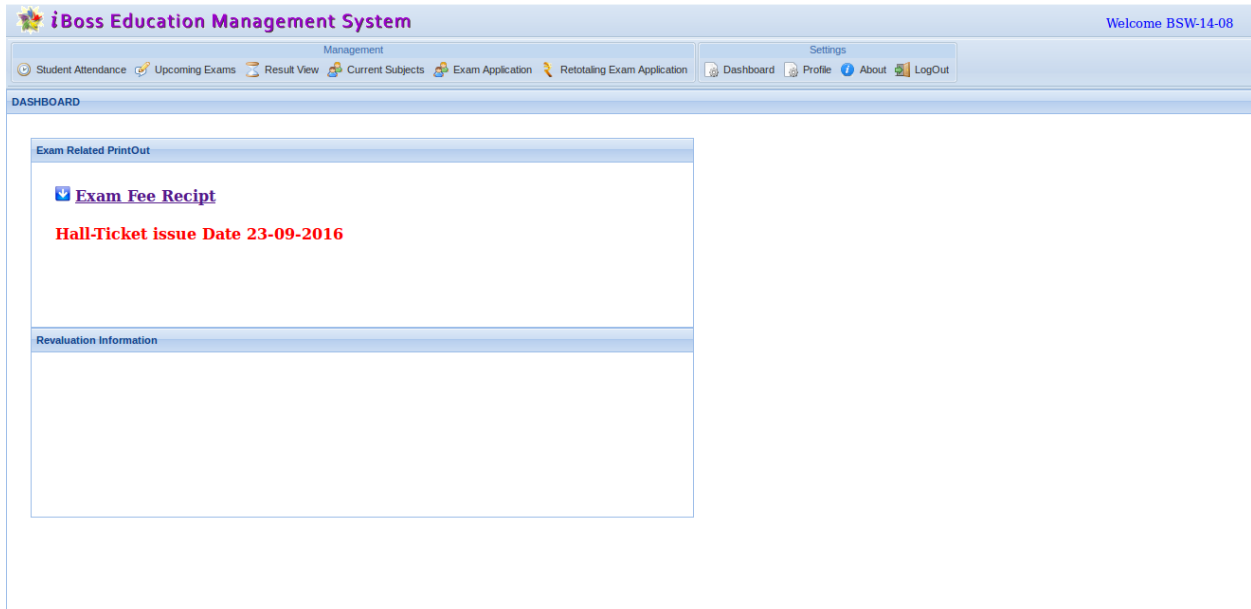 iBoss Education Management System
Welcome BSW-14-08
Management
Settings
Student Attendance Upcoming Exams Result View Current Subjects Exam Application Retotaling Exam Application Dashboard Profile About LogOut
DASHBOARD
Exam Related PrintOut
Exam Fee Recipt
Hall-Ticket issue Date 23-09-2016
Revaluation Information